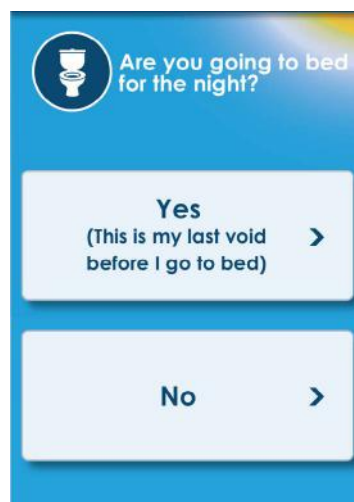 Are you going to bed
for the night?
Yes
(This is my last void
before I go to bed)
No